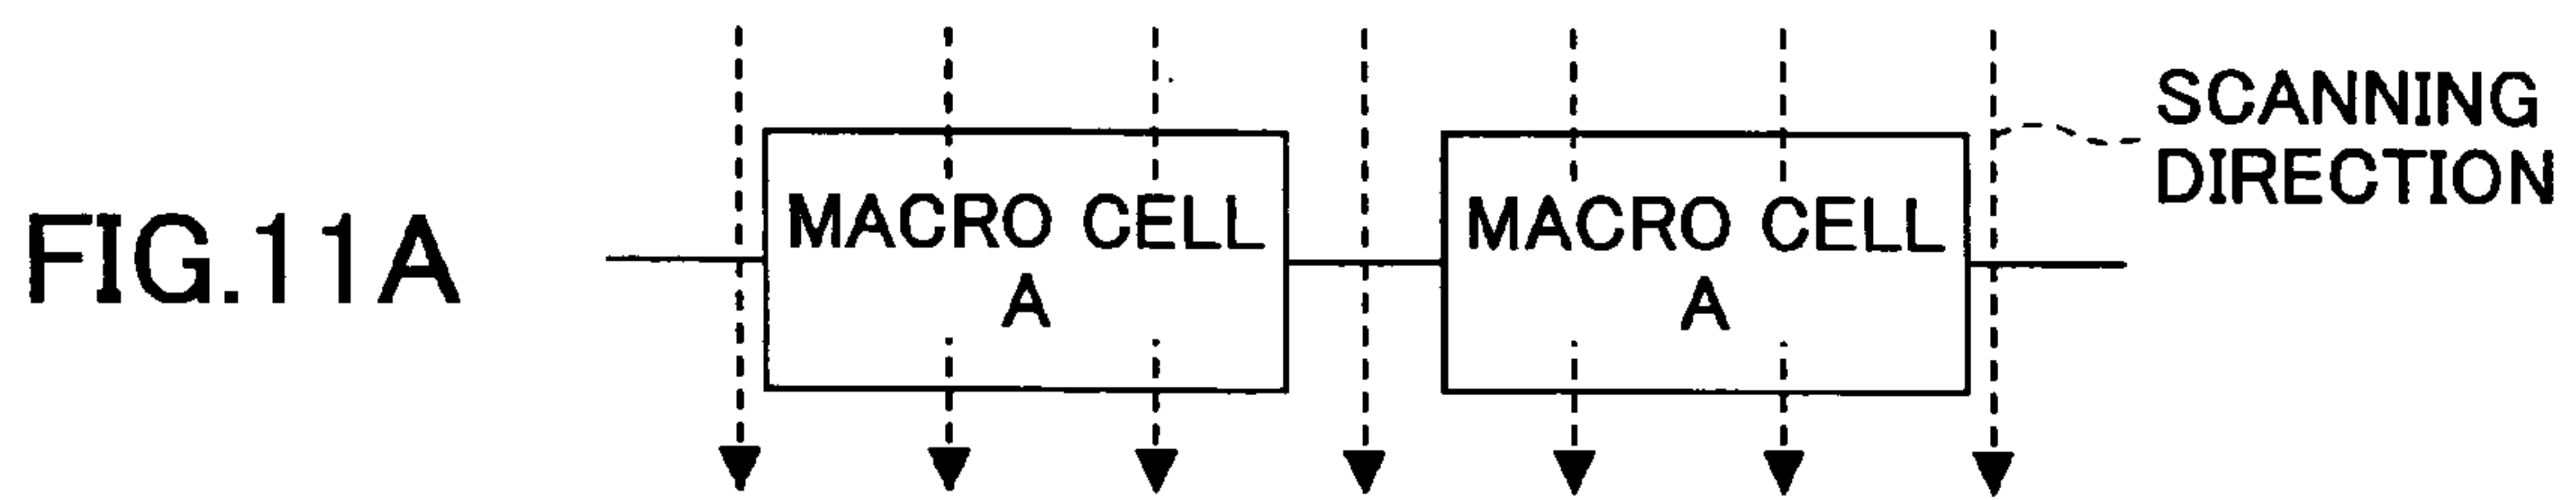 FIG.11A
MACRO CELL
A
MACRO CELL
A
SCANNING
DIRECTION